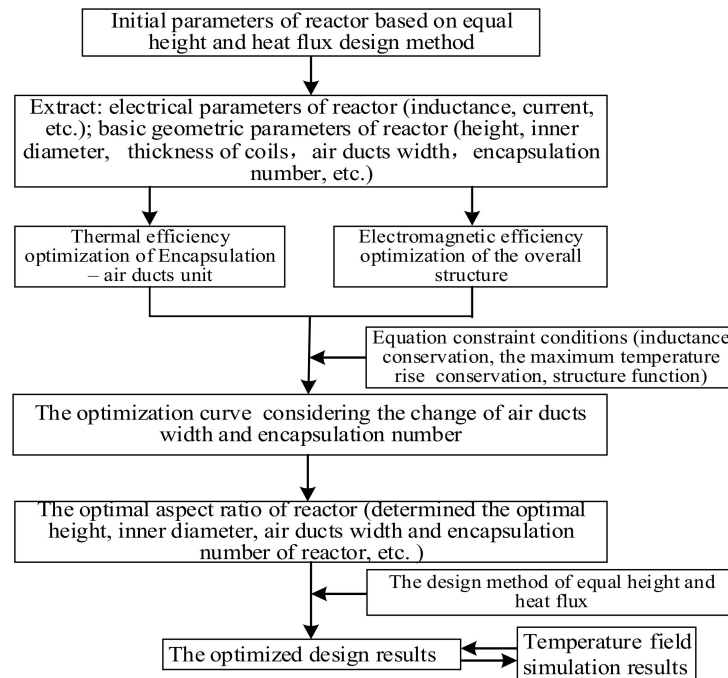 Initial parameters of reactor based on equal
height and heat flux design method
Extract: electrical parameters of reactor (inductance, current,
etc.); basic geometric parameters of reactor (height, inner
diameter, thickness of coils, air ducts width, encapsulation
number, etc.)
Thermal efficiency
optimization of Encapsulation
– air ducts unit
Electromagnetic efficiency
optimization of the overall
structure
Equation constraint conditions (inductance
conservation, the maximum temperature
rise conservation, structure function)
The optimization curve considering the change of air ducts
width and encapsulation number
The optimal aspect ratio of reactor (determined the optimal
height, inner diameter, air ducts width and encapsulation
number of reactor, etc. )
The design method of equal height and
heat flux
The optimized design results
Temperature field
simulation results